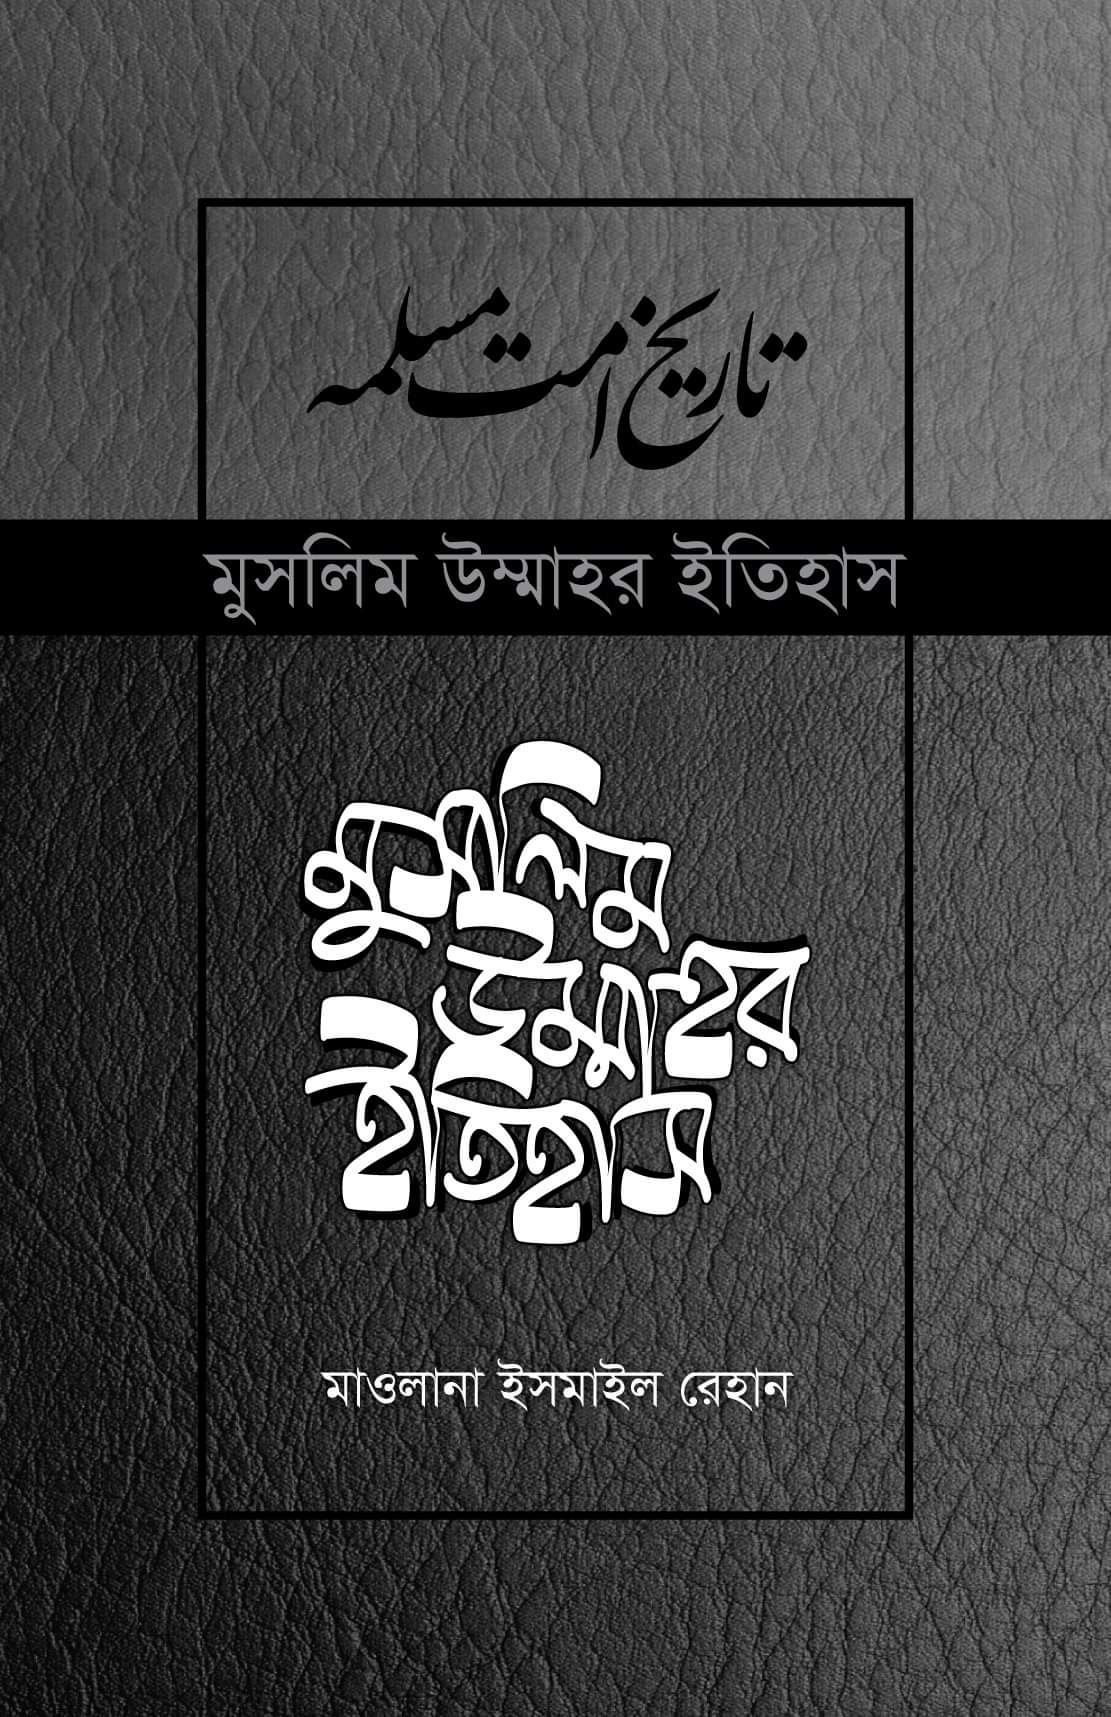 تاریخ امت مسلمہ
মুসলিম উম্মাহর ইতিহাস
মুসলিম
উম্মাহর
ইতিহাস
মাওলানা ইসমাইল রেহান